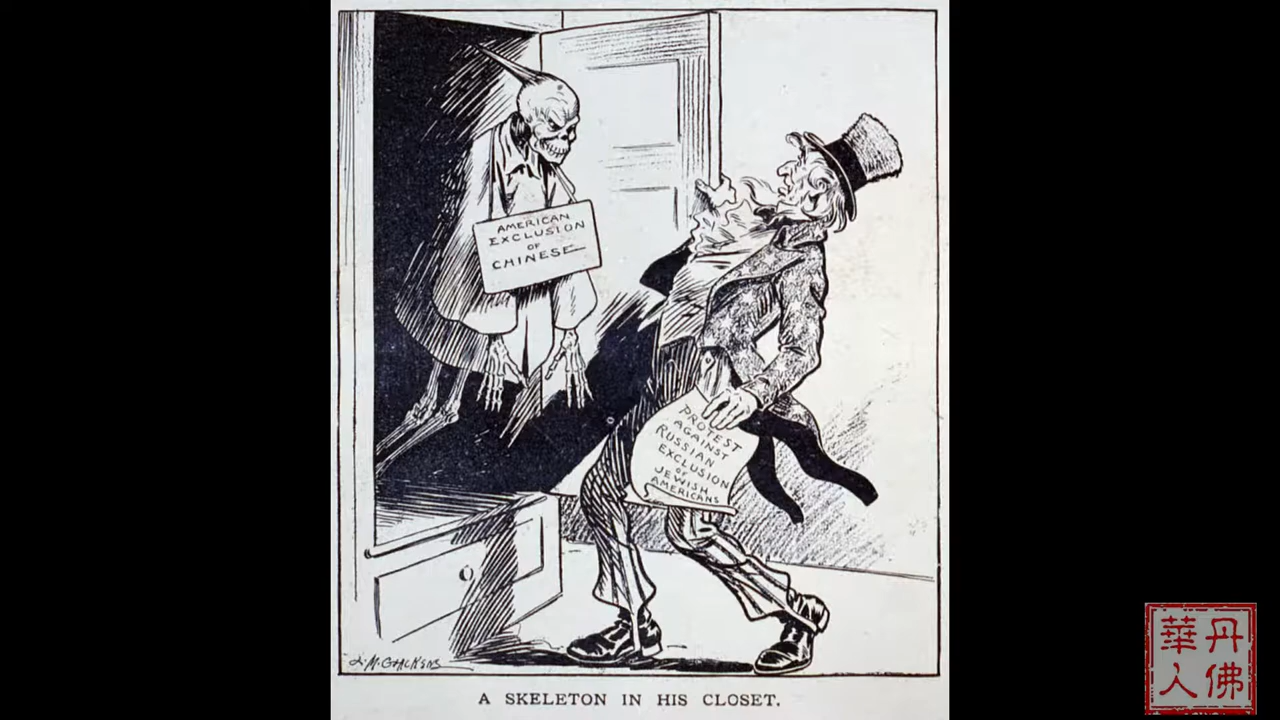 AMERICAN
EXCLUSION
OF
CHINESE
PROTEST
AGAINST
RUSSIAN
EXCLUSION
OF
JEWISH
AMERICANS
A SKELETON IN HIS CLOSET.
丹佛
華人